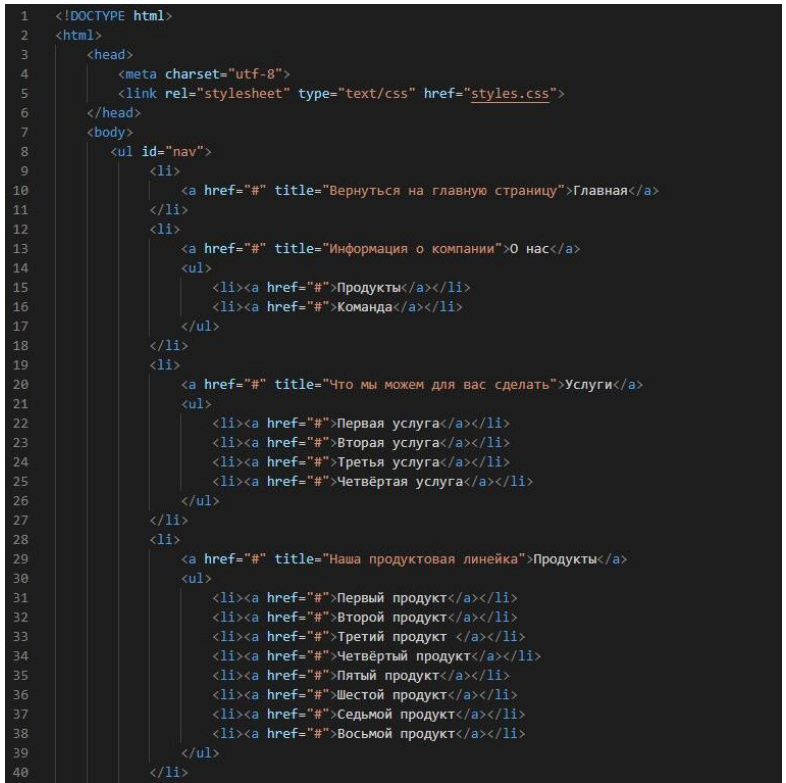 1 <!DOCTYPE html>
2 <html>
3 <head>
4 <meta charset="utf-8">
5 <link rel="stylesheet" type="text/css" href="styles.css">
6 </head>
7 <body>
8 <ul id="nav">
9 <li>
10 <a href="#" title="Вернуться на главную страницу">Главная</a>
11 </li>
12 <li>
13 <a href="#" title="Информация о компании">О нас</a>
14 <ul>
15 <li><a href="#">Продукты</a></li>
16 <li><a href="#">Команда</a></li>
17 </ul>
18 </li>
19 <li>
20 <a href="#" title="Что мы можем для вас сделать">Услуги</a>
21 <ul>
22 <li><a href="#">Первая услуга</a></li>
23 <li><a href="#">Вторая услуга</a></li>
24 <li><a href="#">Третья услуга</a></li>
25 <li><a href="#">Четвёртая услуга</a></li>
26 </ul>
27 </li>
28 <li>
29 <a href="#" title="Наша продуктовая линейка">Продукты</a>
30 <ul>
31 <li><a href="#">Первый продукт</a></li>
32 <li><a href="#">Второй продукт</a></li>
33 <li><a href="#">Третий продукт </a></li>
34 <li><a href="#">Четвёртый продукт</a></li>
35 <li><a href="#">Пятый продукт</a></li>
36 <li><a href="#">Шестой продукт</a></li>
37 <li><a href="#">Седьмой продукт</a></li>
38 <li><a href="#">Восьмой продукт</a></li>
39 </ul>
40 </li>